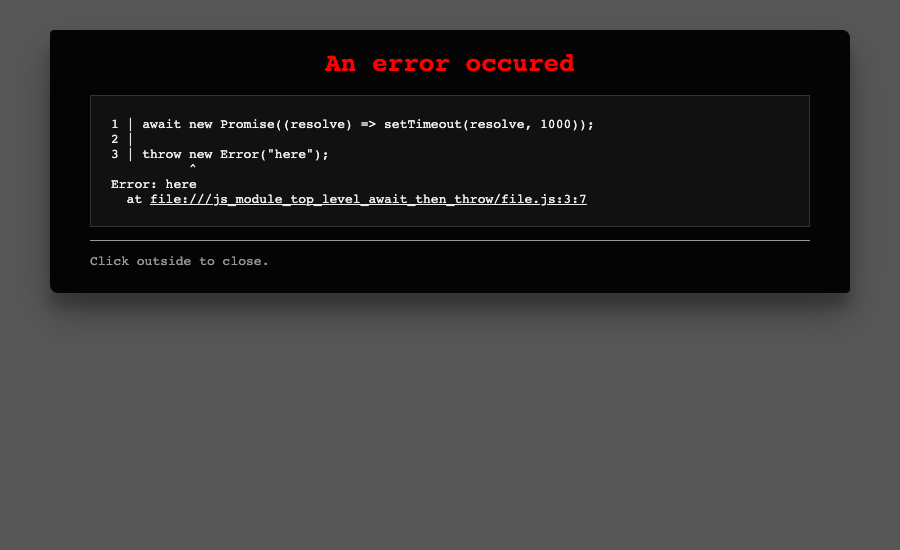 An error occured
1 | await new Promise((resolve) => setTimeout(resolve, 1000));
2 |
3 | throw new Error("here");
          ^
Error: here
  at file:///js_module_top_level_await_then_throw/file.js:3:7
Click outside to close.